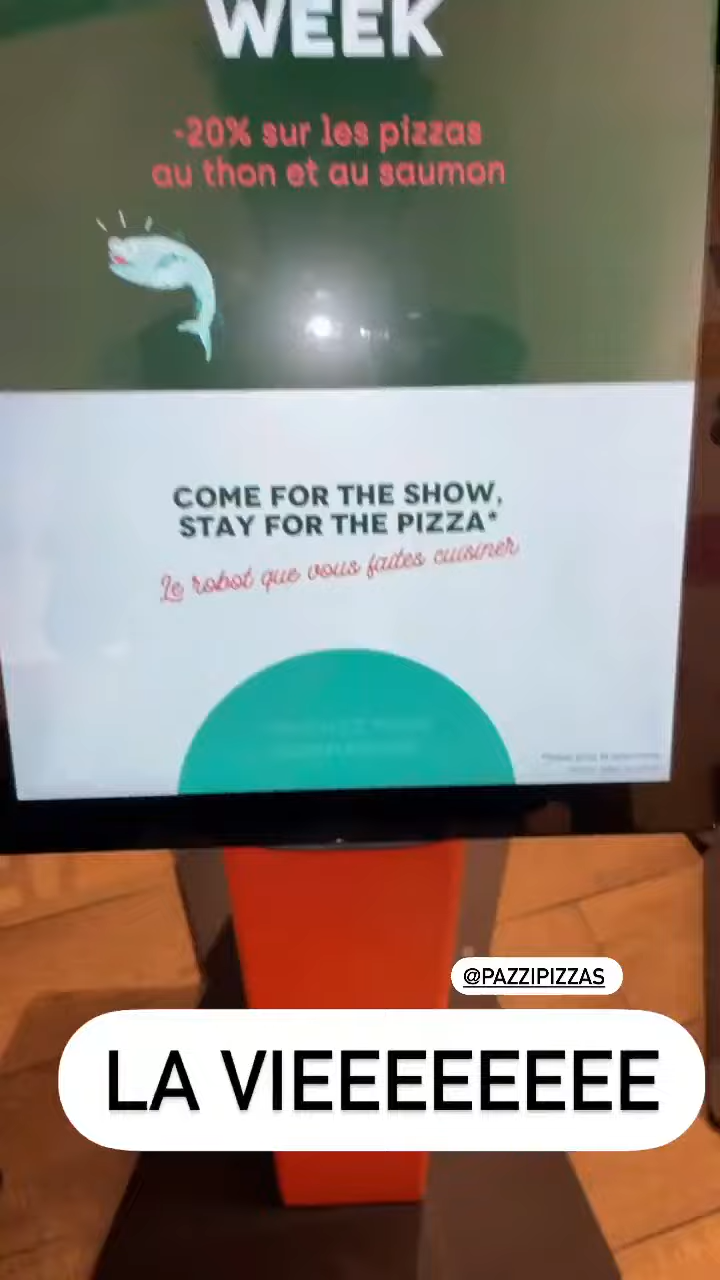 WEEK
-20% sur les pizzas
au thon et au saumon
COME FOR THE SHOW,
STAY FOR THE PIZZA*
Le robot que vous faites cuisiner
@PAZZIPIZZAS
LA VIEEEEEEEEE